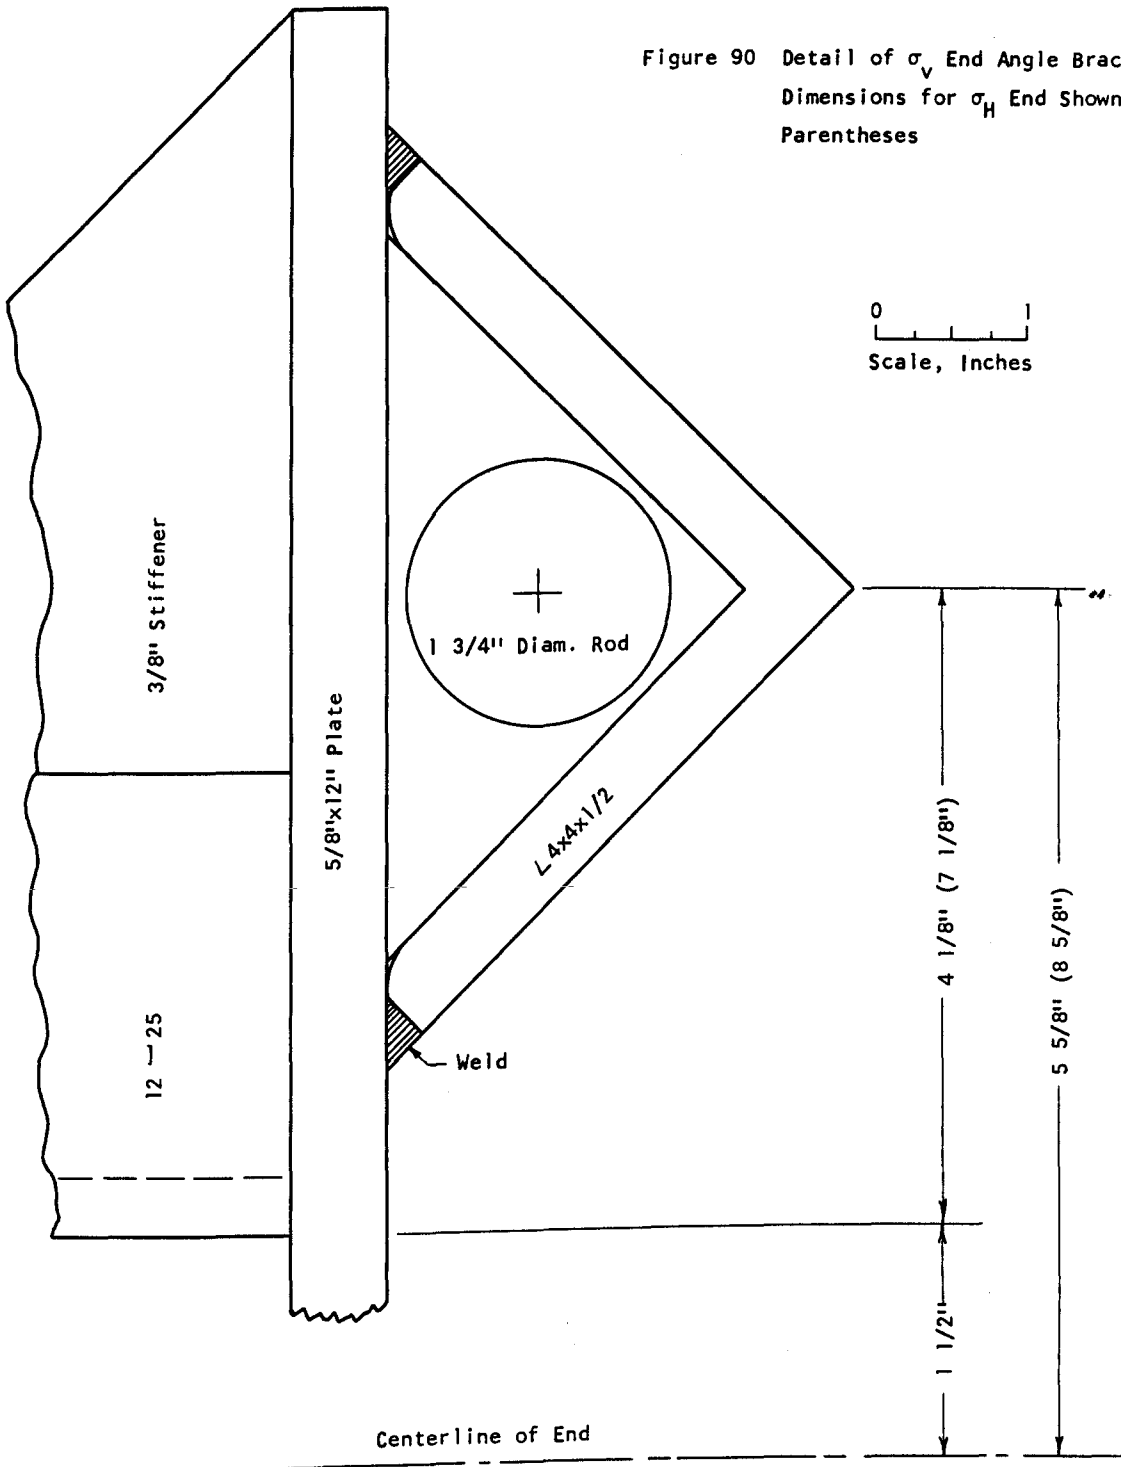 Figure 90 Detail of σv End Angle Brac
Dimensions for σH End Shown
Parentheses
0 1
Scale, Inches
3/8" Stiffener
1 3/4" Diam. Rod
5/8"x12" Plate
L 4x4x1/2
4 1/8" (7 1/8")
5 5/8" (8 5/8")
12 — 25
Weld
1 1/2"
Centerline of End